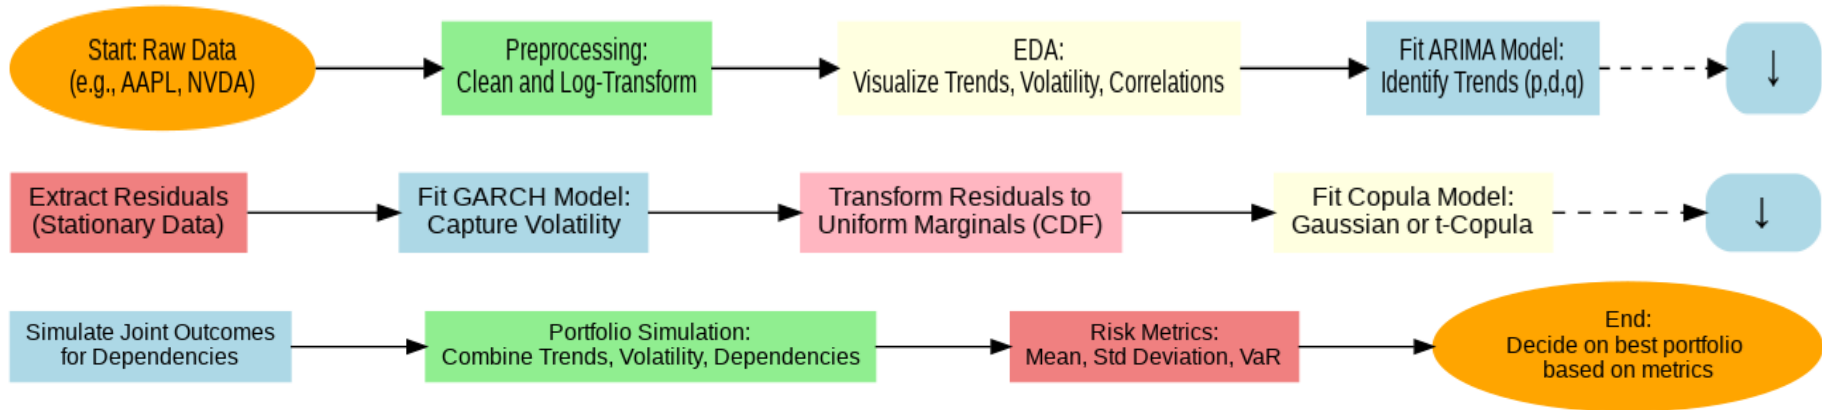 Start: Raw Data
(e.g., AAPL, NVDA)
Preprocessing:
Clean and Log-Transform
EDA:
Visualize Trends, Volatility, Correlations
Fit ARIMA Model:
Identify Trends (p,d,q)
↓
Extract Residuals
(Stationary Data)
Fit GARCH Model:
Capture Volatility
Transform Residuals to
Uniform Marginals (CDF)
Fit Copula Model:
Gaussian or t-Copula
↓
Simulate Joint Outcomes
for Dependencies
Portfolio Simulation:
Combine Trends, Volatility, Dependencies
Risk Metrics:
Mean, Std Deviation, VaR
End:
Decide on best portfolio
based on metrics